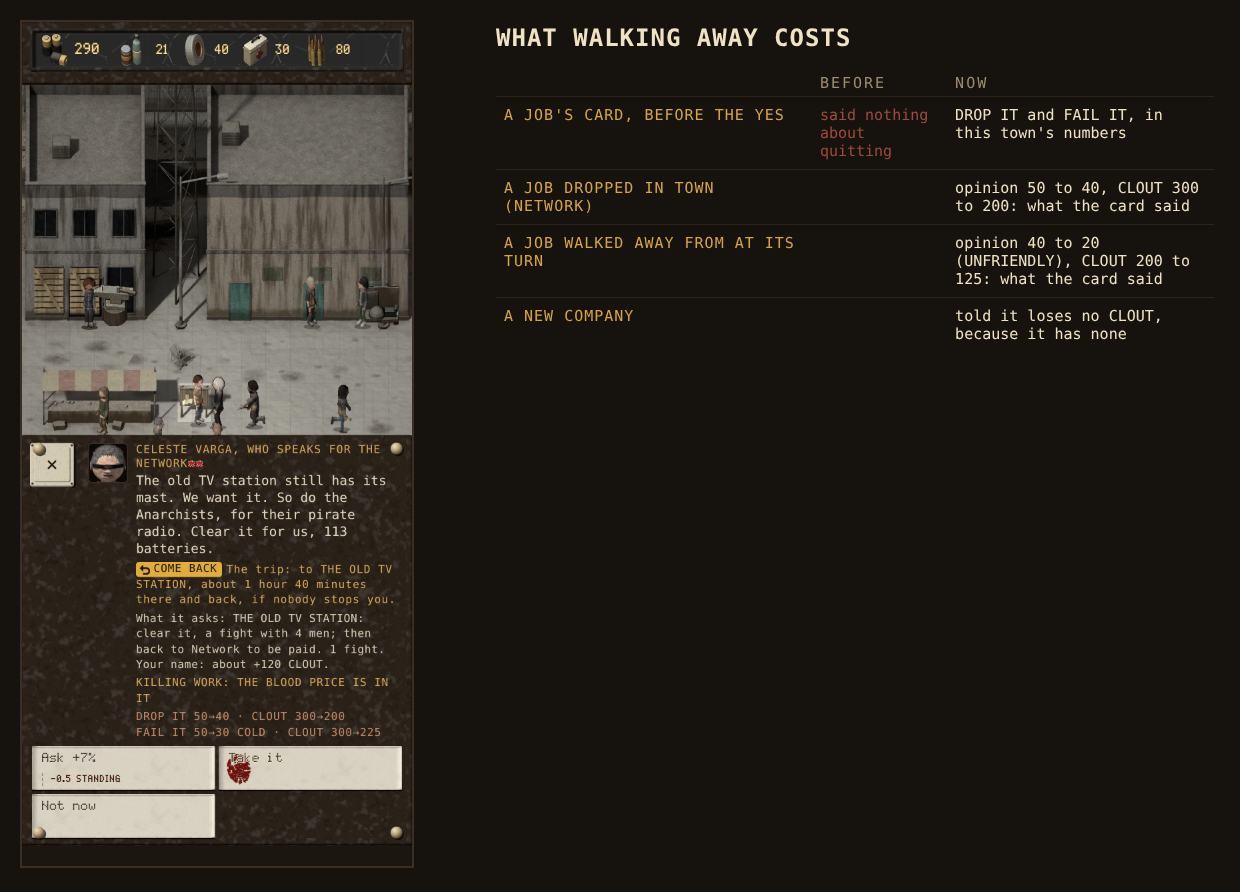 290 21 40 30 80
CELESTE VARGA, WHO SPEAKS FOR THE
NETWORK
The old TV station still has its
mast. We want it. So do the
Anarchists, for their pirate
radio. Clear it for us, 113
batteries.
COME BACK The trip: to THE OLD TV
STATION, about 1 hour 40 minutes
there and back, if nobody stops you.
What it asks: THE OLD TV STATION:
clear it, a fight with 4 men; then
back to Network to be paid. 1 fight.
Your name: about +120 CLOUT.
KILLING WORK: THE BLOOD PRICE IS IN
IT
DROP IT 50→40 · CLOUT 300→200
FAIL IT 50→30 COLD · CLOUT 300→225
Ask +7%
-0.5 STANDING
Take it
Not now
WHAT WALKING AWAY COSTS
BEFORE NOW
A JOB'S CARD, BEFORE THE YES
said nothing
about
quitting
DROP IT and FAIL IT, in
this town's numbers
A JOB DROPPED IN TOWN
(NETWORK)
opinion 50 to 40, CLOUT 300
to 200: what the card said
A JOB WALKED AWAY FROM AT ITS
TURN
opinion 40 to 20
(UNFRIENDLY), CLOUT 200 to
125: what the card said
A NEW COMPANY
told it loses no CLOUT,
because it has none